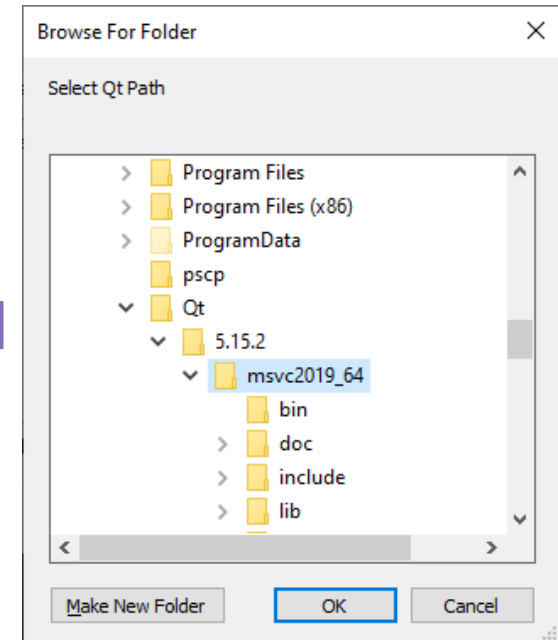 Browse For Folder
Select Qt Path
Program Files
Program Files (x86)
ProgramData
pscp
Qt
5.15.2
msvc2019_64
bin
doc
include
lib
Make New Folder
OK
Cancel